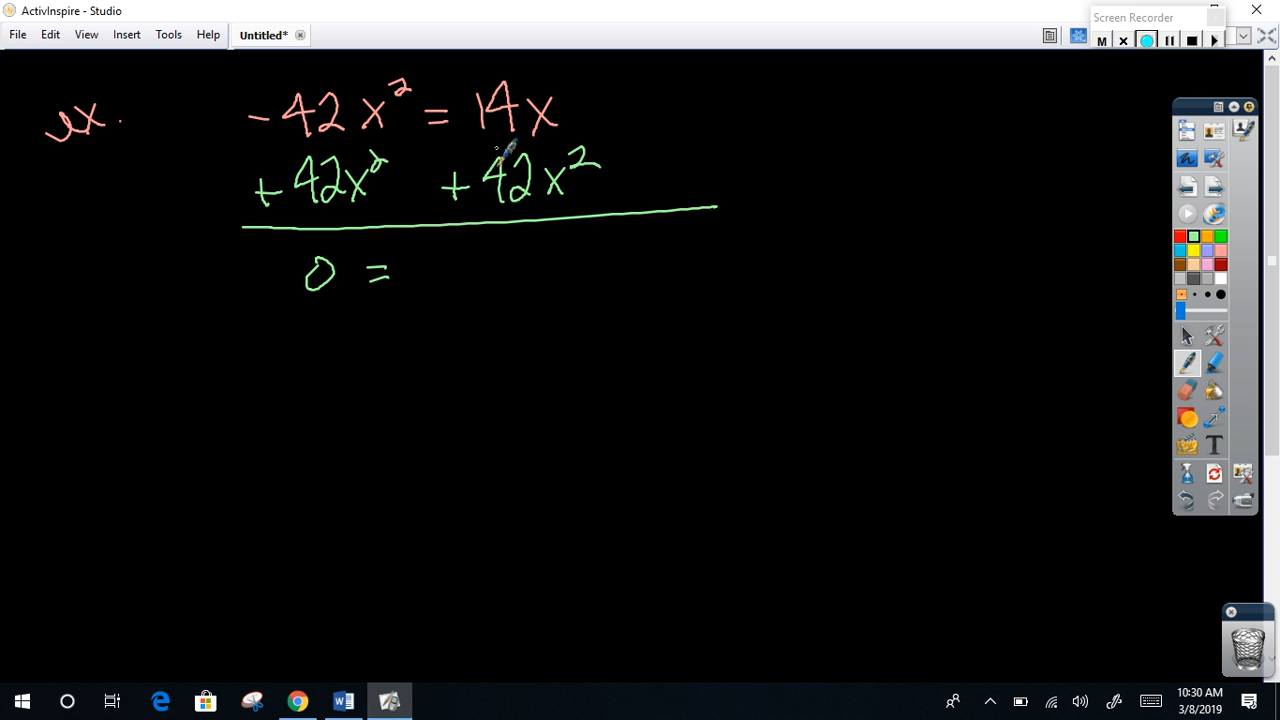 ActivInspire - Studio
Screen Recorder
File Edit View Insert Tools Help Untitled*
M
ex. -42x² = 14x
+42x² +42x²
0 =
T
10:30 AM
3/8/2019